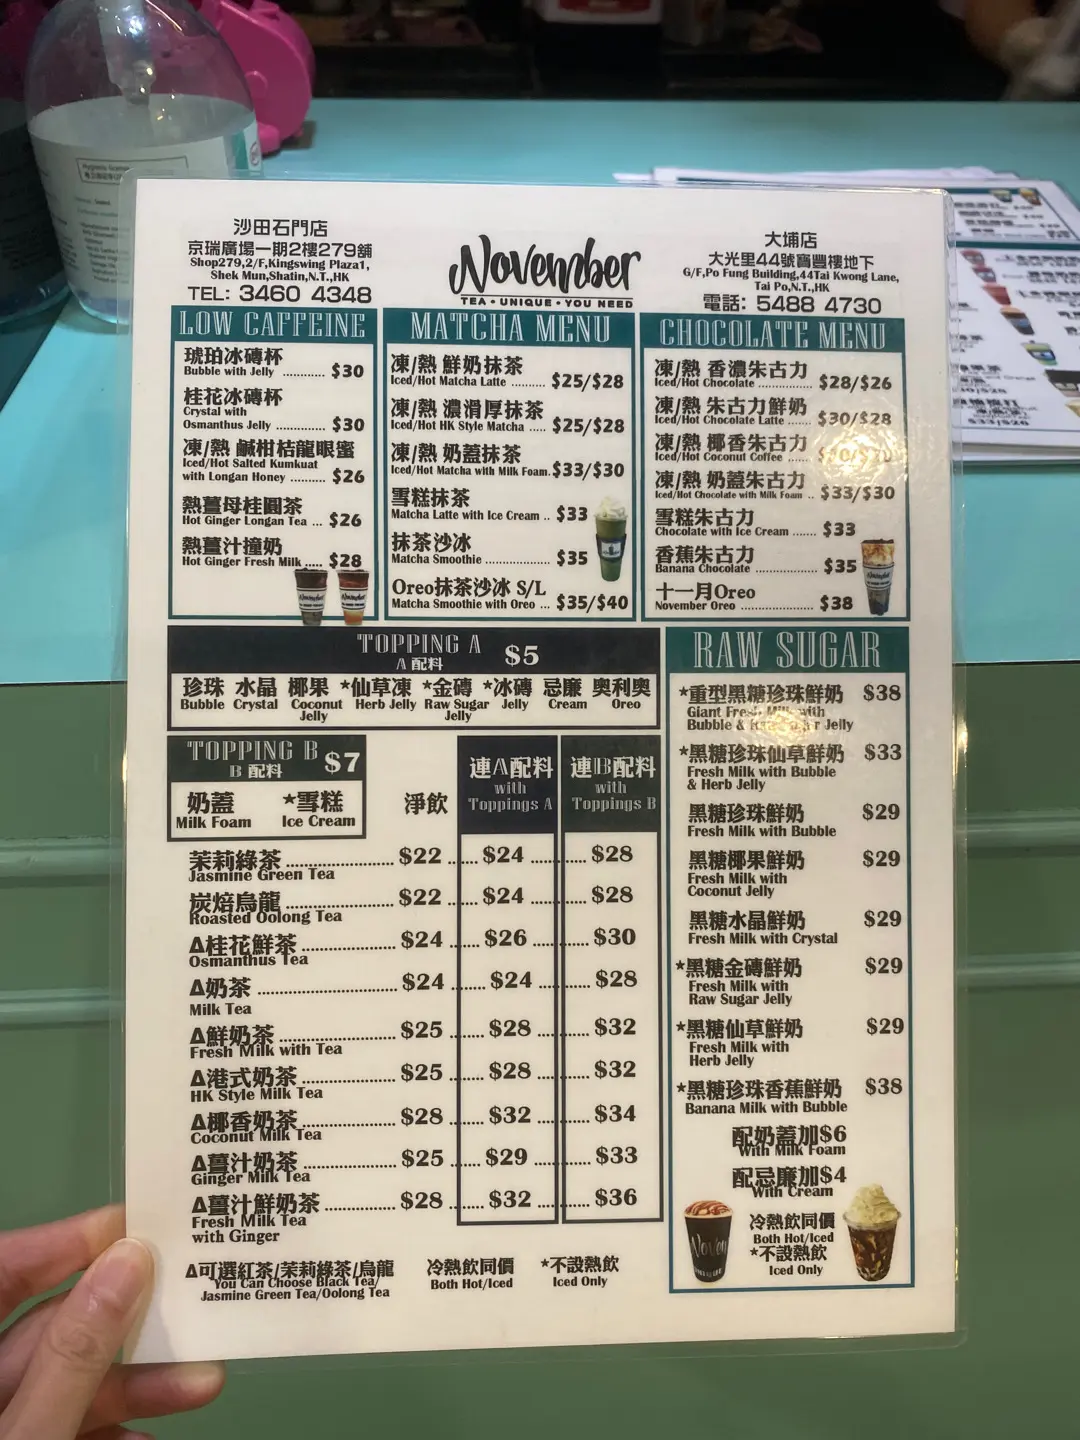 沙田石門店
京瑞廣場一期2樓279舖
Shop279,2/F,Kingswing Plaza1,
Shek Mun,Shatin,N.T.,HK
TEL: 3460 4348
November
TEA • UNIQUE • YOU NEED
大埔店
大光里44號寶豐樓地下
G/F,Po Fung Building,44Tai Kwong Lane,
Tai Po,N.T.,HK
電話: 5488 4730
LOW CAFFEINE
琥珀冰磚杯
Bubble with Jelly ............ $30
桂花冰磚杯
Crystal with
Osmanthus Jelly ......... $30
凍/熱 鹹柑桔龍眼蜜
Iced/Hot Salted Kumkuat
with Longan Honey ......... $26
熱薑母桂圓茶
Hot Ginger Longan Tea ... $26
熱薑汁撞奶
Hot Ginger Fresh Milk ..... $28
MATCHA MENU
凍/熱 鮮奶抹茶
Iced/Hot Matcha Latte ......... $25/$28
凍/熱 濃滑厚抹茶
Iced/Hot HK Style Matcha ..... $25/$28
凍/熱 奶蓋抹茶
Iced/Hot Matcha with Milk Foam. $33/$30
雪糕抹茶
Matcha Latte with Ice Cream .. $33
抹茶沙冰
Matcha Smoothie ................. $35
Oreo抹茶沙冰 S/L
Matcha Smoothie with Oreo ... $35/$40
CHOCOLATE MENU
凍/熱 香濃朱古力
Iced/Hot Chocolate ............... $28/$26
凍/熱 朱古力鮮奶
Iced/Hot Chocolate Latte ...... $30/$28
凍/熱 椰香朱古力
Iced/Hot Coconut Coffee ......
凍/熱 奶蓋朱古力
Iced/Hot Chocolate with Milk Foam .. $33/$30
雪糕朱古力
Chocolate with Ice Cream ....... $33
香蕉朱古力
Banana Chocolate ................. $35
十一月Oreo
November Oreo ..................... $38
TOPPING A
A 配料
$5
珍珠 水晶 椰果 *仙草凍 *金磚 *冰磚 忌廉 奧利奧
Bubble Crystal Coconut Jelly Herb Jelly Raw Sugar Jelly Jelly Cream Oreo
TOPPING B
B 配料
$7
奶蓋 *雪糕
Milk Foam Ice Cream
淨飲
連A配料
with
Toppings A
連B配料
with
Toppings B
茉莉綠茶 ........ $22 ..... $24 ..... $28
Jasmine Green Tea
炭焙烏龍 ........ $22 ..... $24 ..... $28
Roasted Oolong Tea
Δ桂花鮮茶 ........ $24 ..... $26 ..... $30
Osmanthus Tea
Δ奶茶 ........ $24 ..... $24 ..... $28
Milk Tea
Δ鮮奶茶 ........ $25 ..... $28 ..... $32
Fresh Milk with Tea
Δ港式奶茶 ........ $25 ..... $28 ..... $32
HK Style Milk Tea
Δ椰香奶茶 ........ $28 ..... $32 ..... $34
Coconut Milk Tea
Δ薑汁奶茶 ........ $25 ..... $29 ..... $33
Ginger Milk Tea
Δ薑汁鮮奶茶 ........ $28 ..... $32 ..... $36
Fresh Milk Tea
with Ginger
Δ可選紅茶/茉莉綠茶/烏龍
You Can Choose Black Tea/
Jasmine Green Tea/Oolong Tea
冷熱飲同價
Both Hot/Iced
*不設熱飲
Iced Only
RAW SUGAR
*重型黑糖珍珠鮮奶 $38
Giant Fresh Milk with
Bubble & Jelly
*黑糖珍珠仙草鮮奶 $33
Fresh Milk with Bubble
& Herb Jelly
黑糖珍珠鮮奶 $29
Fresh Milk with Bubble
黑糖椰果鮮奶 $29
Fresh Milk with
Coconut Jelly
黑糖水晶鮮奶 $29
Fresh Milk with Crystal
*黑糖金磚鮮奶 $29
Fresh Milk with
Raw Sugar Jelly
*黑糖仙草鮮奶 $29
Fresh Milk with
Herb Jelly
*黑糖珍珠香蕉鮮奶 $38
Banana Milk with Bubble
配奶蓋加$6
With Milk Foam
配忌廉加$4
With Cream
冷熱飲同價
Both Hot/Iced
*不設熱飲
Iced Only